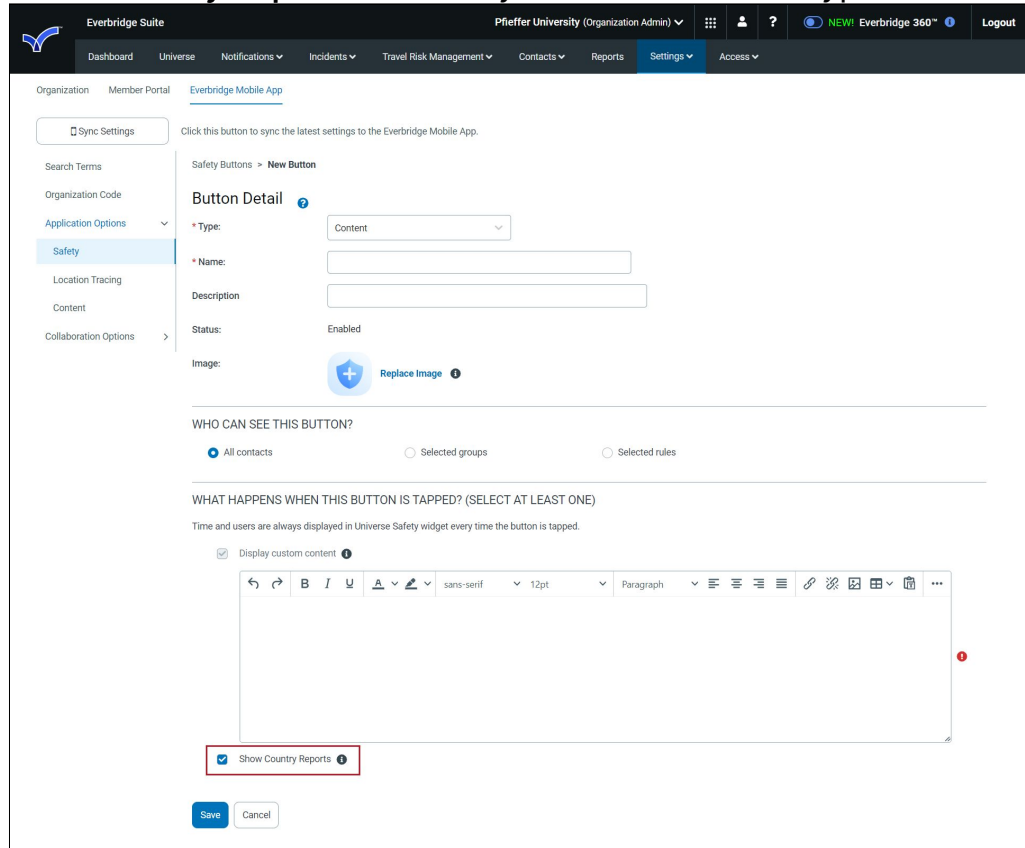 Everbridge Suite
Pfieffer University (Organization Admin)
?
NEW! Everbridge 360™
Logout
Dashboard Universe Notifications Incidents Travel Risk Management Contacts Reports Settings Access
Organization Member Portal Everbridge Mobile App
Sync Settings
Click this button to sync the latest settings to the Everbridge Mobile App.
Search Terms
Organization Code
Application Options
Safety
Location Tracing
Content
Collaboration Options
Safety Buttons > New Button
Button Detail ?
* Type: Content
* Name:
Description
Status: Enabled
Image: Replace Image
WHO CAN SEE THIS BUTTON?
All contacts Selected groups Selected rules
WHAT HAPPENS WHEN THIS BUTTON IS TAPPED? (SELECT AT LEAST ONE)
Time and users are always displayed in Universe Safety widget every time the button is tapped.
Display custom content
B I U A sans-serif 12pt Paragraph
Show Country Reports
Save Cancel